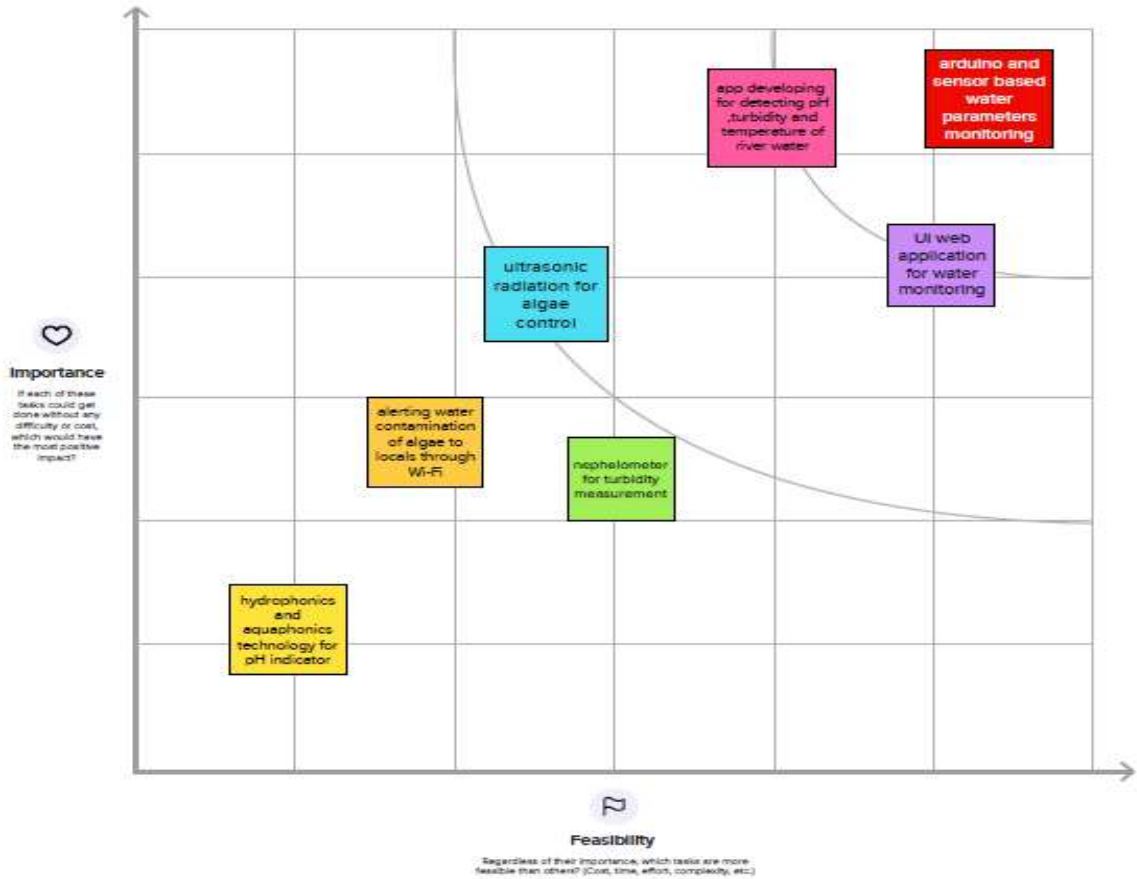 arduino and
sensor based
water
parameters
monitoring
app developing
for detecting pH
,turbidity and
temperature of
river water
UI web
application
for water
monitoring
ultrasonic
radiation for
algae
control
alerting water
contamination
of algae to
locals through
Wi-Fi
nephelometer
for turbidity
measurement
hydrophonics
and
aquaphonics
technology for
pH indicator
Importance
If each of these
tasks could get
done without any
difficulty or cost,
which would have
the most positive
impact?
Feasibility
Regardless of their importance, which tasks are more
feasible than others? (Cost, time, effort, complexity, etc.)